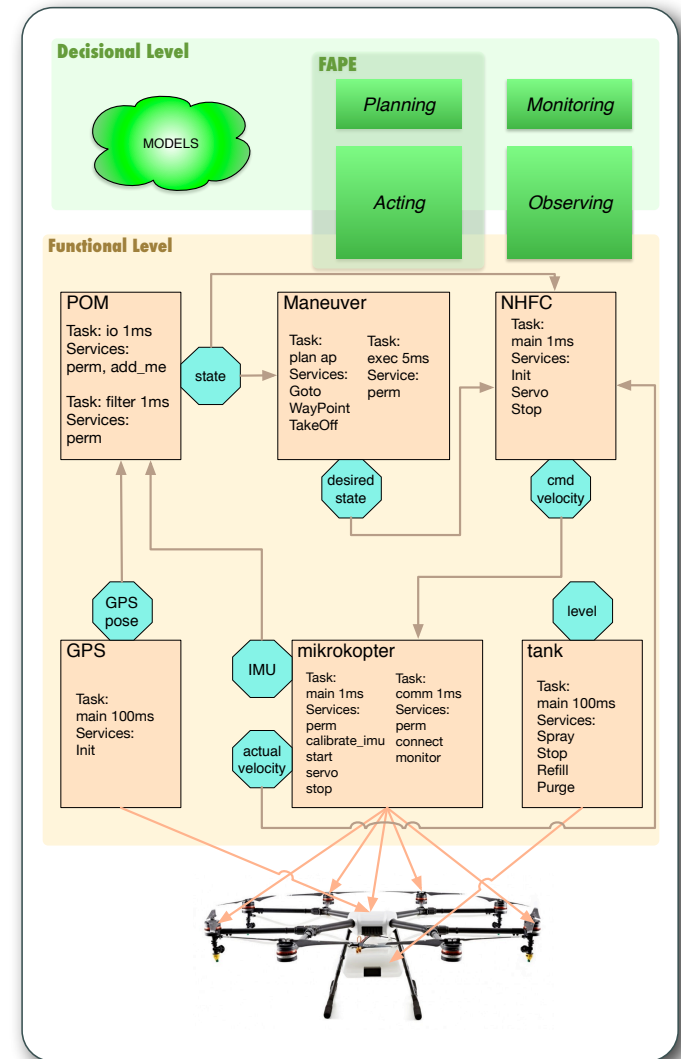 Decisional Level
FAPE
Planning
Monitoring
MODELS
Acting
Observing
Functional Level
POM
Task: io 1ms
Services:
perm, add_me
Task: filter 1ms
Services:
perm
state
Maneuver
Task:
plan ap
Services:
Goto
WayPoint
TakeOff
Task:
exec 5ms
Service:
perm
NHFC
Task:
main 1ms
Services:
Init
Servo
Stop
desired
state
cmd
velocity
GPS
pose
level
GPS
Task:
main 100ms
Services:
Init
IMU
actual
velocity
mikrokopter
Task:
main 1ms
Services:
perm
calibrate_imu
start
servo
stop
Task:
comm 1ms
Services:
perm
connect
monitor
tank
Task:
main 100ms
Services:
Spray
Stop
Refill
Purge